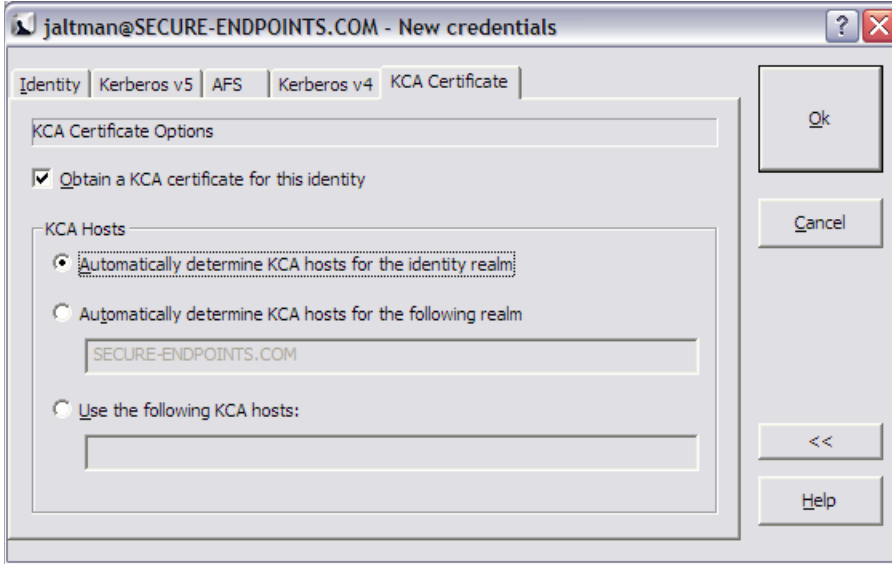 jaltman@SECURE-ENDPOINTS.COM - New credentials
Identity Kerberos v5 AFS Kerberos v4 KCA Certificate
KCA Certificate Options
Obtain a KCA certificate for this identity
KCA Hosts
Automatically determine KCA hosts for the identity realm
Automatically determine KCA hosts for the following realm
SECURE-ENDPOINTS.COM
Use the following KCA hosts:
Ok
Cancel
<<
Help